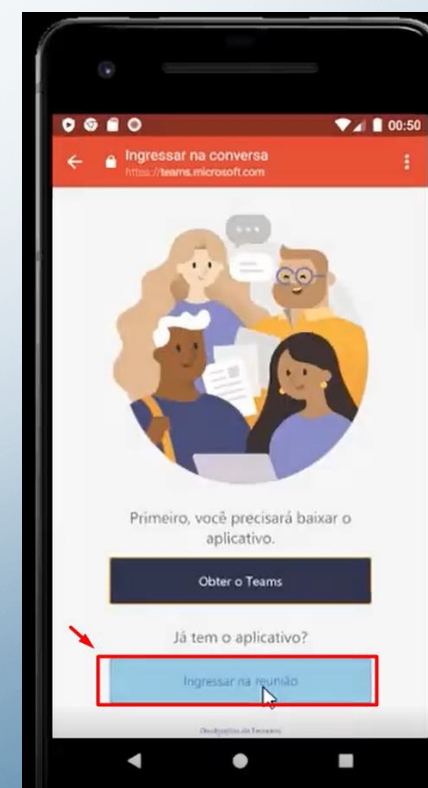 00:50
Ingressar na conversa
https://teams.microsoft.com
Primeiro, você precisará baixar o
aplicativo.
Obter o Teams
Já tem o aplicativo?
Ingressar na reunião